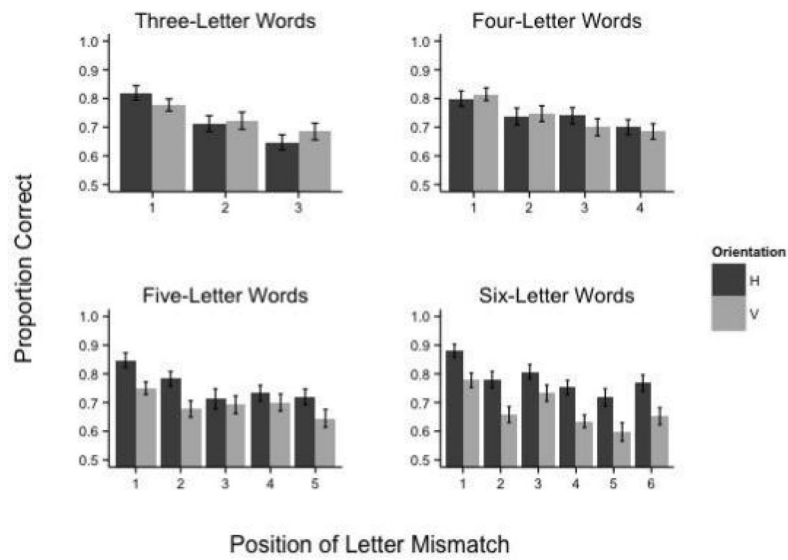 Three-Letter Words
1.0
0.9
0.8
0.7
0.6
0.5
1 2 3
Four-Letter Words
1.0
0.9
0.8
0.7
0.6
0.5
1 2 3 4
Proportion Correct
Orientation
H
V
Five-Letter Words
1.0
0.9
0.8
0.7
0.6
0.5
1 2 3 4 5
Six-Letter Words
1.0
0.9
0.8
0.7
0.6
0.5
1 2 3 4 5 6
Position of Letter Mismatch